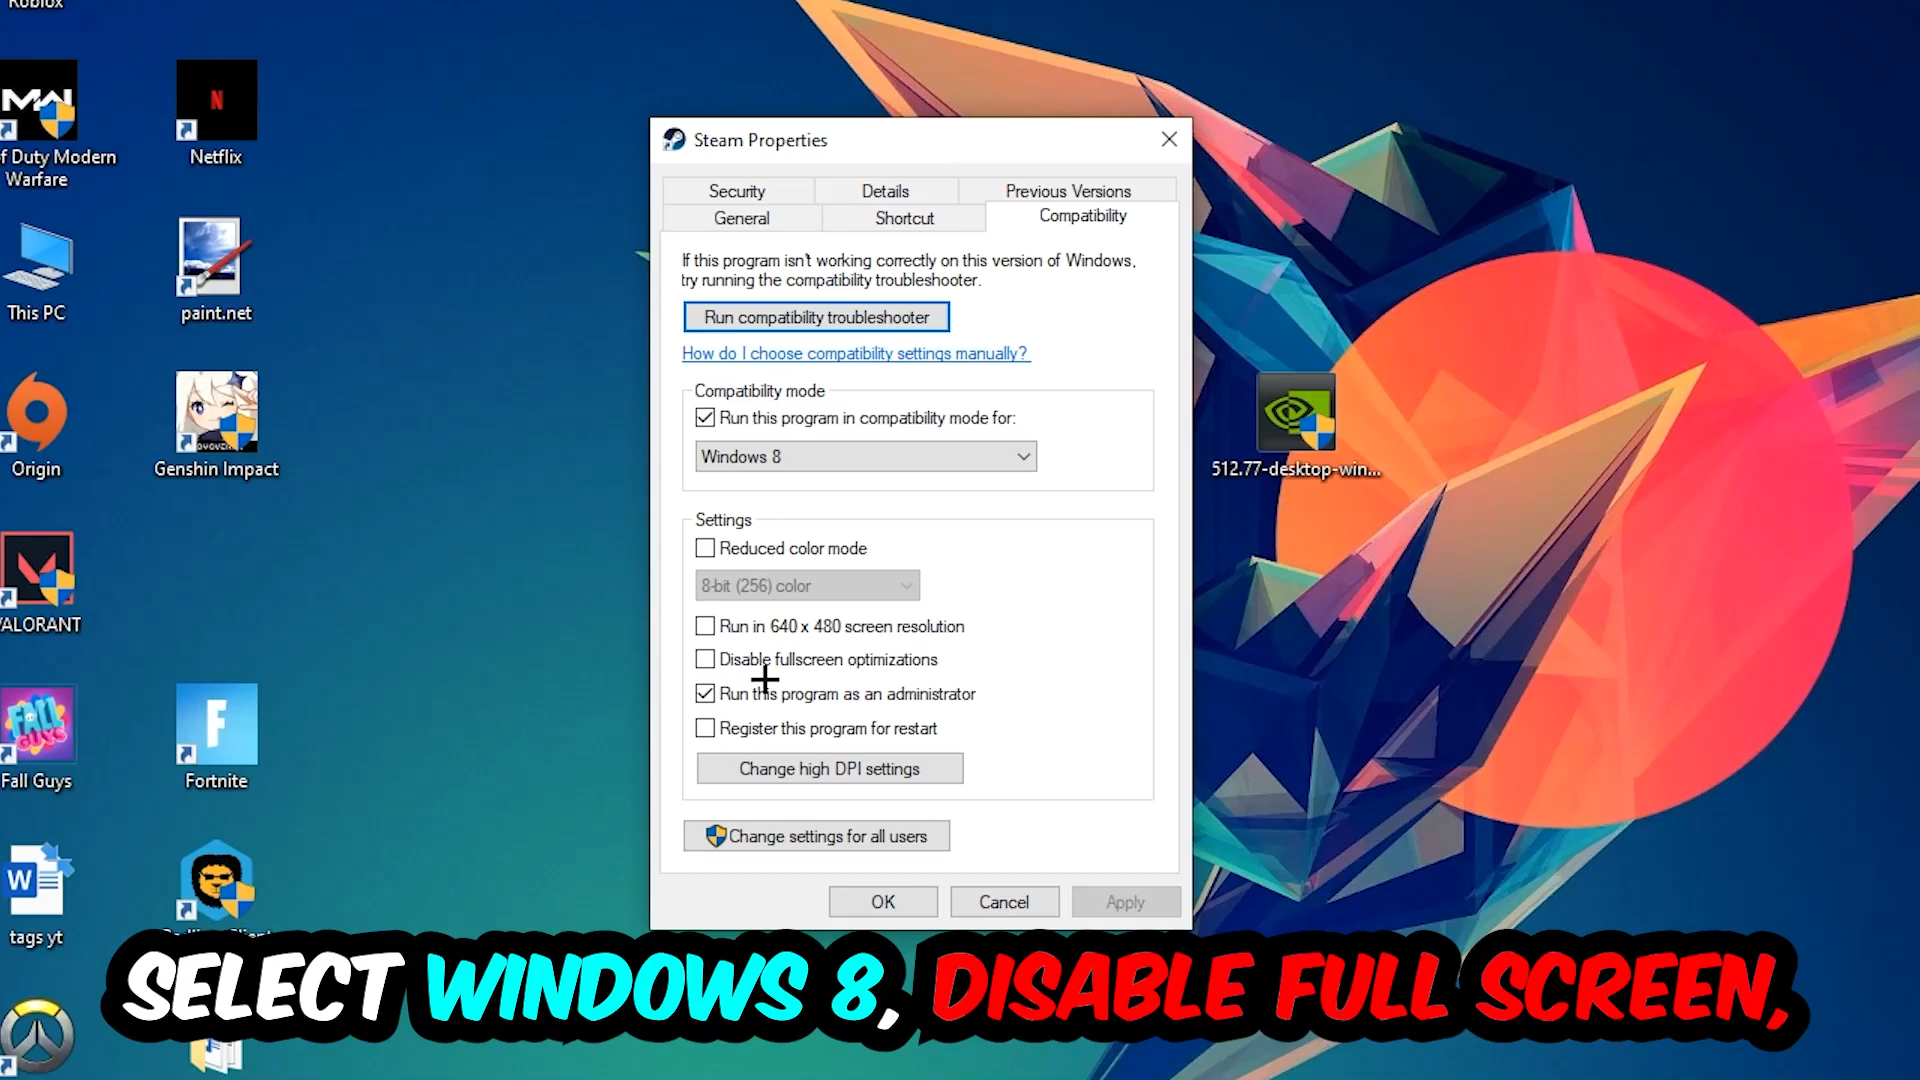 Roblox
MW
N
f Duty Modern
Warfare
Netflix
This PC
paint.net
Origin
Genshin Impact
VALORANT
FALL
GUYS
F
Fall Guys
Fortnite
W
tags yt
Steam Properties
Security
Details
Previous Versions
General
Shortcut
Compatibility
If this program isn't working correctly on this version of Windows,
try running the compatibility troubleshooter.
Run compatibility troubleshooter
How do I choose compatibility settings manually?
Compatibility mode
Run this program in compatibility mode for:
Windows 8
Settings
Reduced color mode
8-bit (256) color
Run in 640 x 480 screen resolution
Disable fullscreen optimizations
Run this program as an administrator
Register this program for restart
Change high DPI settings
Change settings for all users
OK
Cancel
Apply
512.77-desktop-win...
SELECT WINDOWS 8, DISABLE FULL SCREEN,